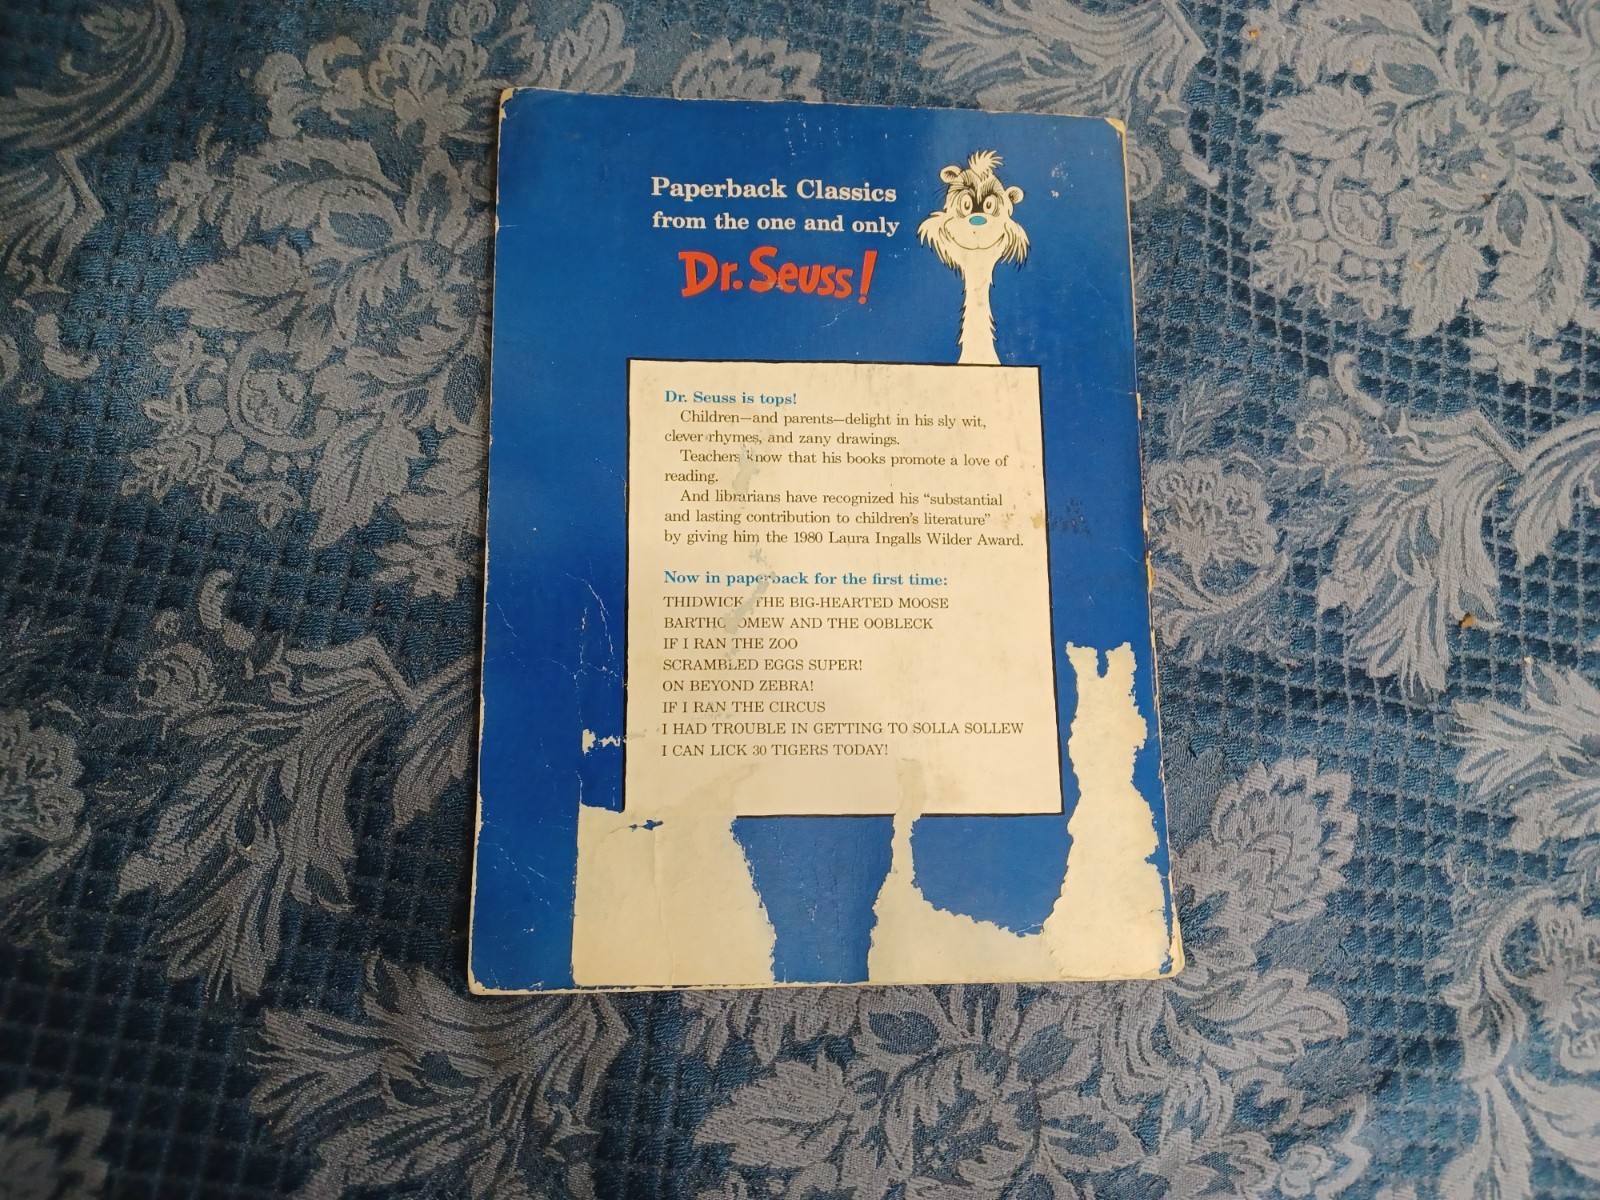 Paperback Classics
from the one and only
Dr. Seuss!
Dr. Seuss is tops!
Children—and parents—delight in his sly wit,
clever rhymes, and zany drawings.
Teachers know that his books promote a love of
reading.
And librarians have recognized his “substantial
and lasting contribution to children's literature”
by giving him the 1980 Laura Ingalls Wilder Award.
Now in paperback for the first time:
THIDWICK THE BIG-HEARTED MOOSE
BARTHOLOMEW AND THE OOBLECK
IF I RAN THE ZOO
SCRAMBLED EGGS SUPER!
ON BEYOND ZEBRA!
IF I RAN THE CIRCUS
I HAD TROUBLE IN GETTING TO SOLLA SOLLEW
I CAN LICK 30 TIGERS TODAY!